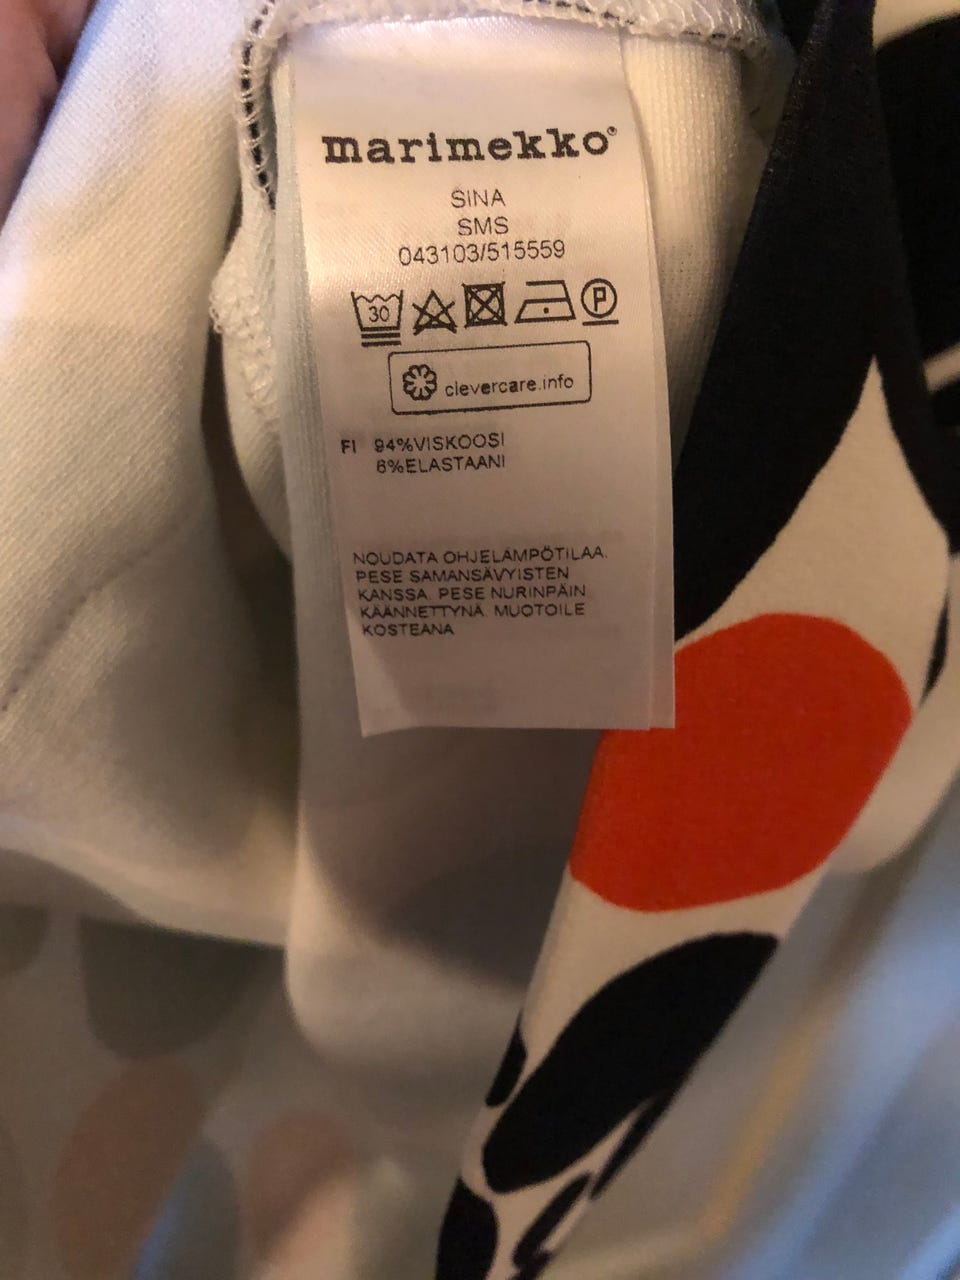 marimekko®
SINA
SMS
043103/515559
30 P
clevercare.info
FI 94%VISKOOSI
6%ELASTAANI
NOUDATA OHJELÄMPÖTILAA.
PESE SAMANSÄVYISTEN
KANSSA. PESE NURINPÄIN
KÄÄNNETTYNÄ. MUOTOILE
KOSTEANA